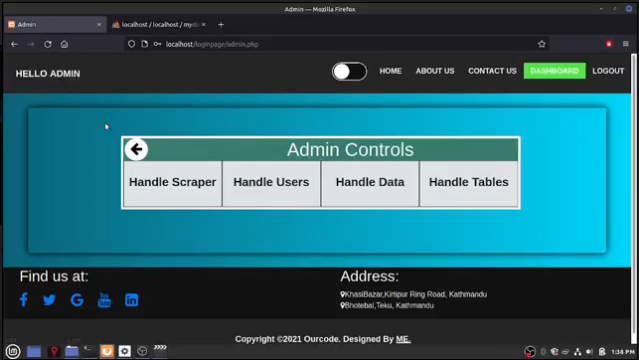 Admin — Mozilla Firefox
Admin
localhost / localhost / myd
localhost/loginpage/admin.php
HELLO ADMIN
HOME
ABOUT US
CONTACT US
DASHBOARD
LOGOUT
Admin Controls
Handle Scraper
Handle Users
Handle Data
Handle Tables
Find us at:
Address:
KhasiBazar,Kirtipur Ring Road, Kathmandu
Bhotebal,Teku, Kathmandu
Copyright ©2021 Ourcode. Designed By ME.
1:38 PM